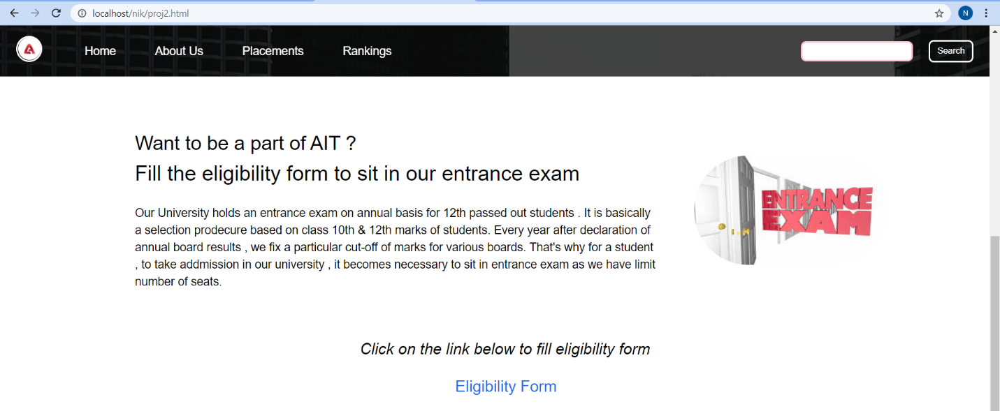 localhost/nik/proj2.html
N
Home About Us Placements Rankings Search
Want to be a part of AIT ?
Fill the eligibility form to sit in our entrance exam
Our University holds an entrance exam on annual basis for 12th passed out students . It is basically
a selection prodecure based on class 10th & 12th marks of students. Every year after declaration of
annual board results , we fix a particular cut-off of marks for various boards. That's why for a student
, to take addmission in our university , it becomes necessary to sit in entrance exam as we have limit
number of seats.
ENTRANCE
EXAM
Click on the link below to fill eligibility form
Eligibility Form